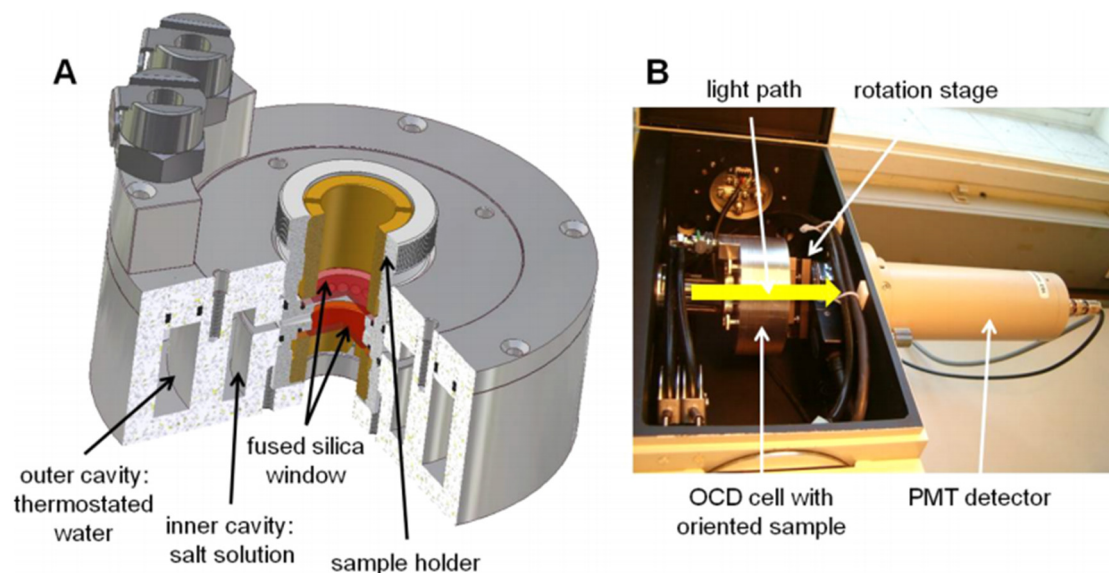 A
outer cavity:
thermostated
water
inner cavity:
salt solution
fused silica
window
sample holder
B
light path
rotation stage
OCD cell with
oriented sample
PMT detector